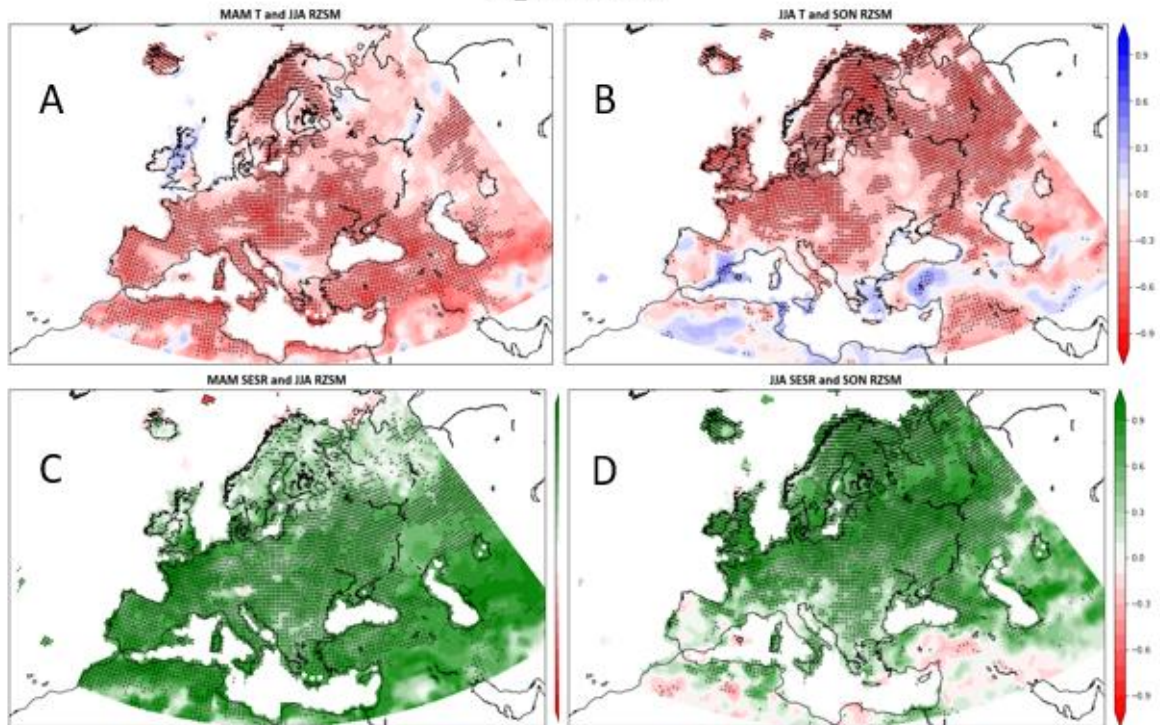 MAM T and JJA RZSM
JJA T and SON RZSM
A
B
0.9
0.6
0.3
0.0
-0.3
-0.6
-0.9
MAM SESR and JJA RZSM
JJA SESR and SON RZSM
C
D
0.9
0.6
0.3
0.0
-0.3
-0.6
-0.9